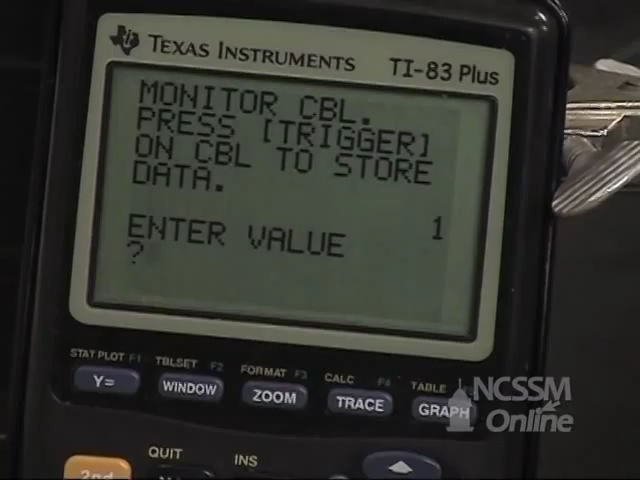 TEXAS INSTRUMENTS TI-83 Plus
MONITOR CBL.
PRESS [TRIGGER]
ON CBL TO STORE
DATA.
1
ENTER VALUE
?
STAT PLOT F1 TBLSET F2 FORMAT F3 CALC F4 TABLE
Y= WINDOW ZOOM TRACE GRAPH
NCSSM
Online
QUIT INS
2nd